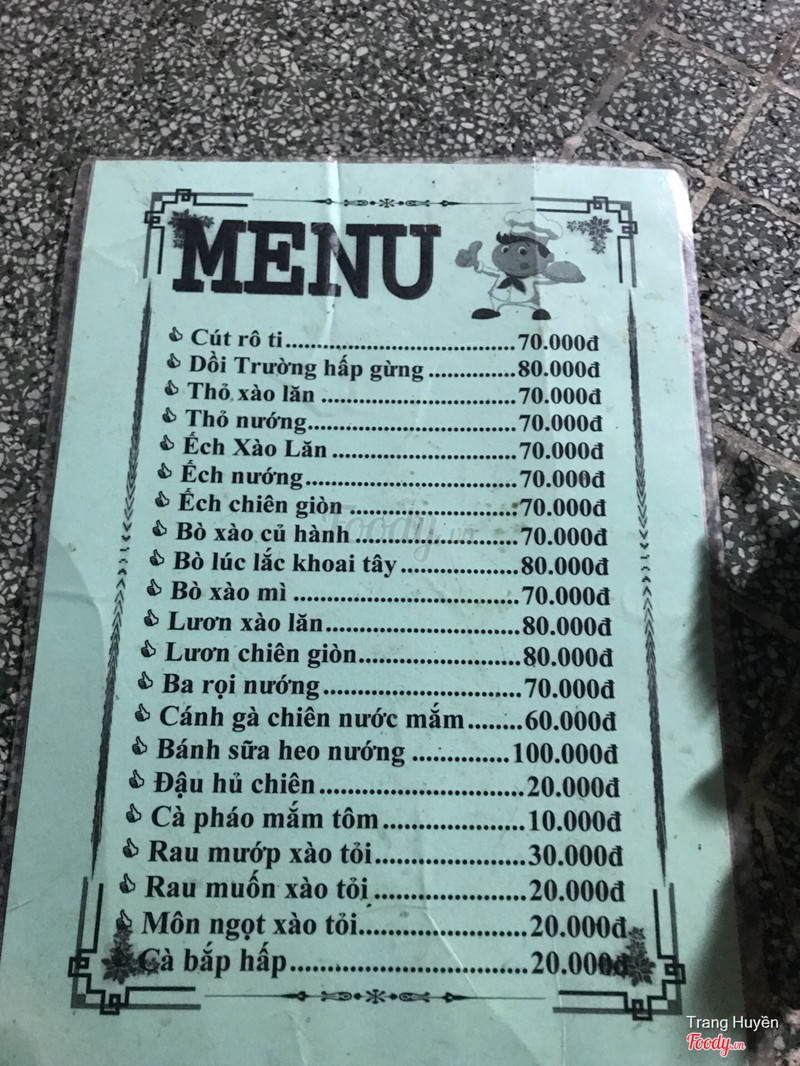 MENU
Cút rô ti......................................70.000đ
Dồi Trường hấp gừng ..............80.000đ
Thỏ xào lăn ................................70.000đ
Thỏ nướng...................................70.000đ
Ếch Xào Lăn ..............................70.000đ
Ếch nướng...................................70.000đ
Ếch chiên giòn ...........................70.000đ
Bò xào củ hành ..........................70.000đ
Bò lúc lắc khoai tây...................80.000đ
Bò xào mì ....................................70.000đ
Lươn xào lăn...............................80.000đ
Lươn chiên giòn..........................80.000đ
Ba rọi nướng................................70.000đ
Cánh gà chiên nước mắm........60.000đ
Bánh sữa heo nướng ..............100.000đ
Đậu hủ chiên................................20.000đ
Cà pháo mắm tôm......................10.000đ
Rau mướp xào tỏi.......................30.000đ
Rau muốn xào tỏi.......................20.000đ
Môn ngọt xào tỏi.........................20.000đ
Cà bắp hấp...................................20.000đ
Foody.vn
Trang Huyền
Foody.vn